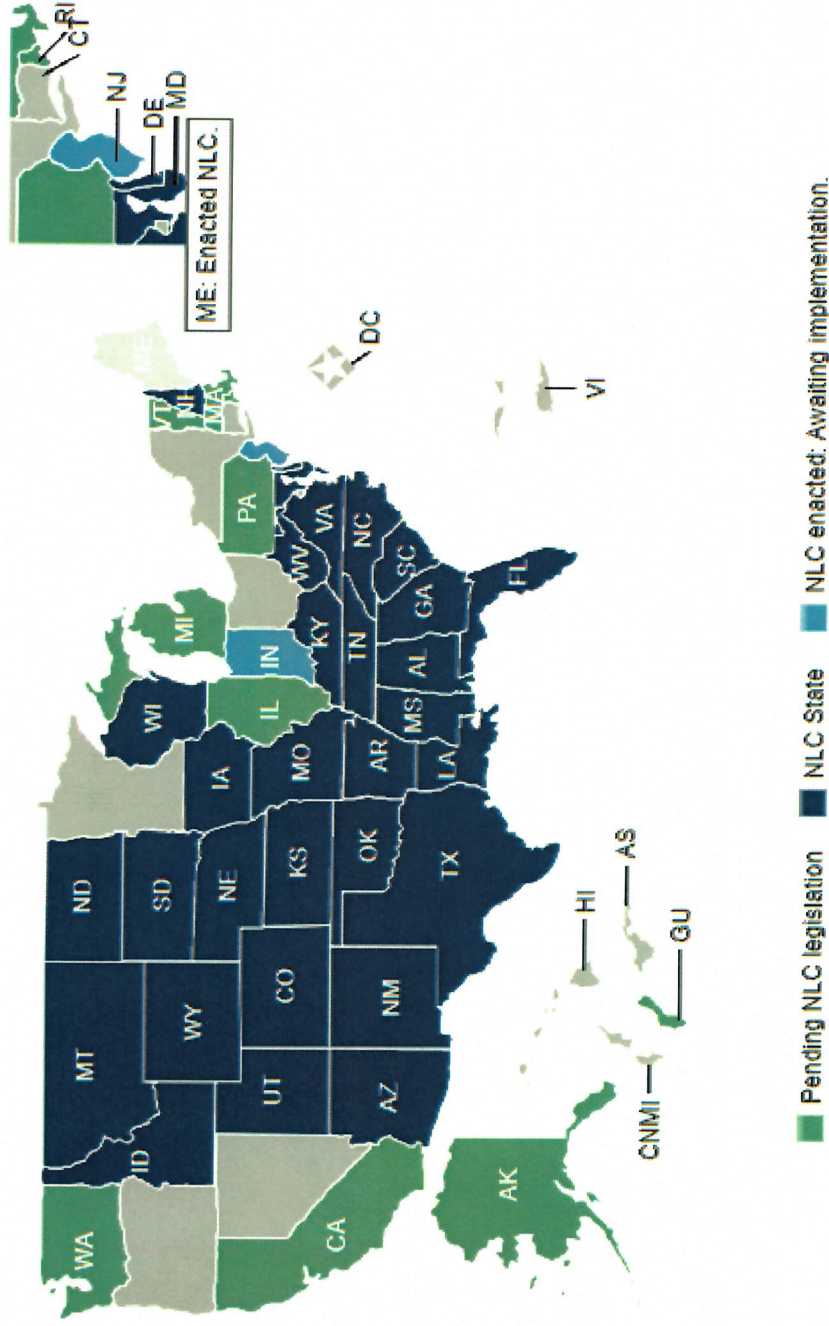 WA
MT
ND
ID
WY
SD
WI
MI
VT
NH
MA
ME
RI
CT
NJ
DE
MD
ME: Enacted NLC.
NE
IA
IL
IN
PA
CA
UT
CO
KS
MO
KY
WV
VA
AZ
NM
OK
AR
TN
NC
SC
TX
LA
MS
AL
GA
FL
DC
AK
HI
AS
GU
CNMI
VI
Pending NLC legislation
NLC State
NLC enacted: Awaiting implementation.